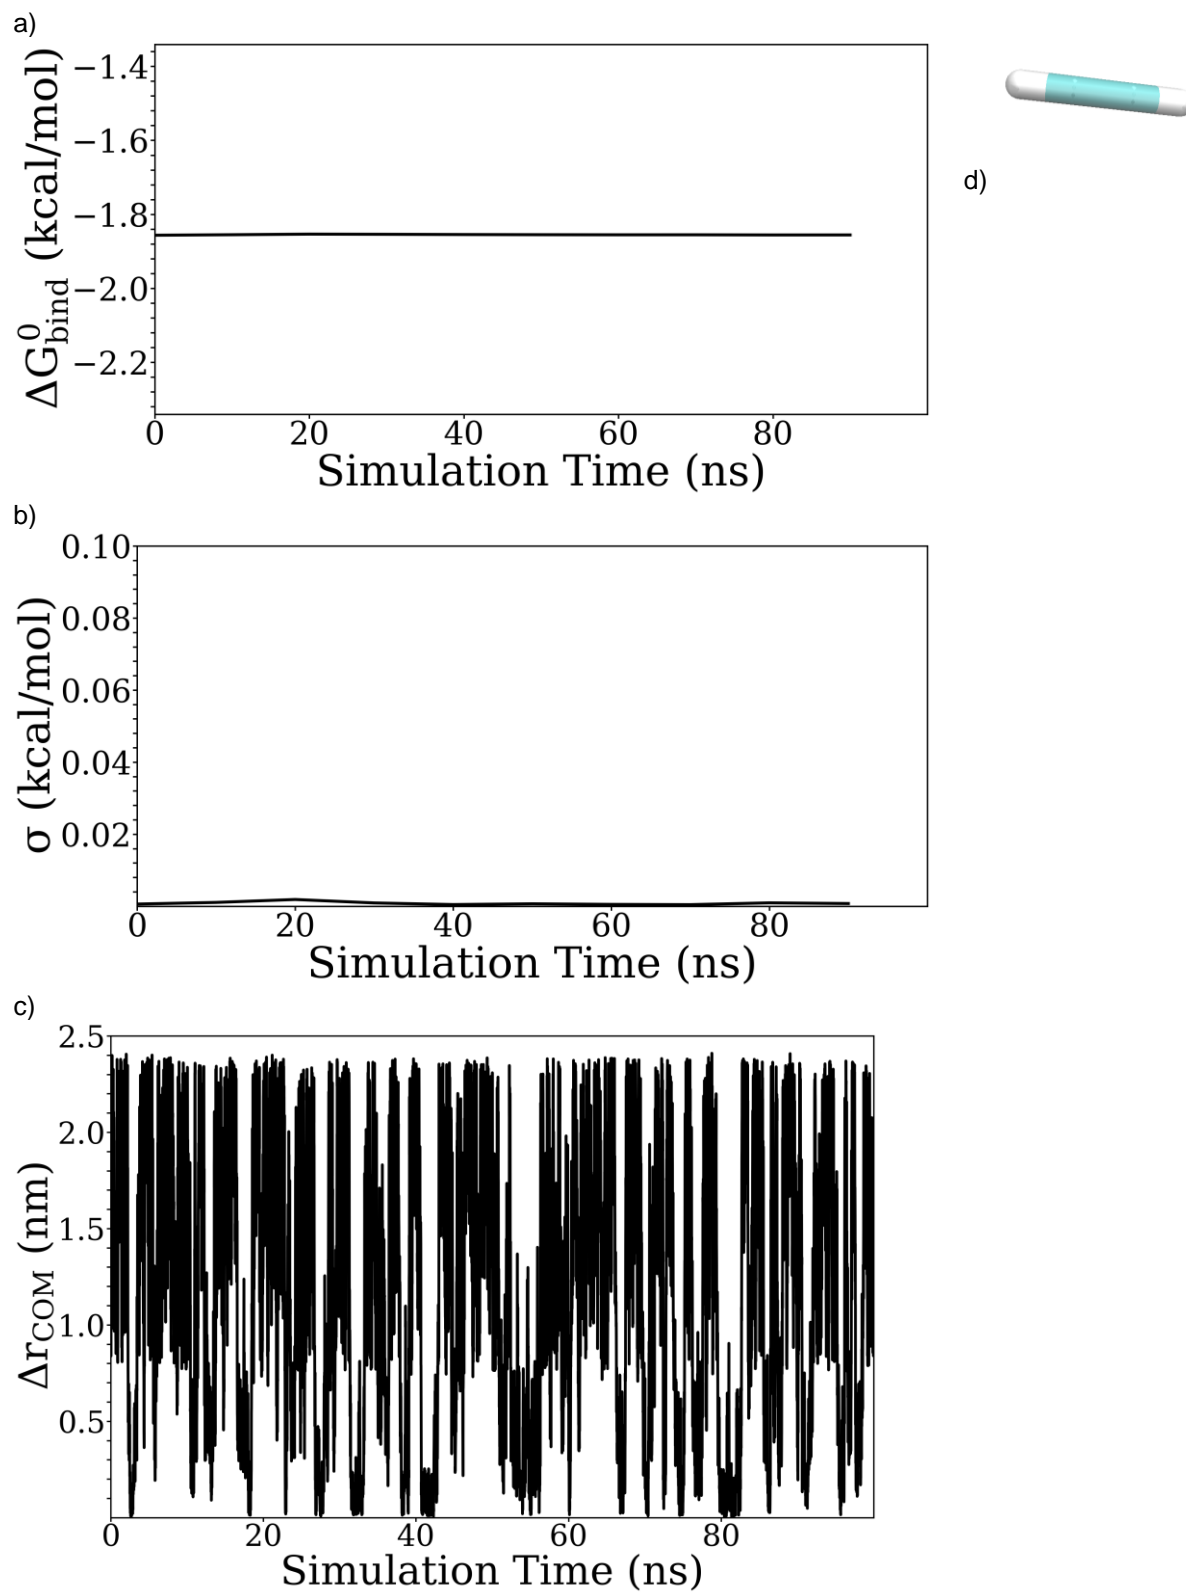 a)
ΔG⁰bind (kcal/mol)
−1.4
−1.6
−1.8
−2.0
−2.2
0 20 40 60 80
Simulation Time (ns)
d)
b)
σ (kcal/mol)
0.10
0.08
0.06
0.04
0.02
0 20 40 60 80
Simulation Time (ns)
c)
ΔrCOM (nm)
2.5
2.0
1.5
1.0
0.5
0 20 40 60 80
Simulation Time (ns)